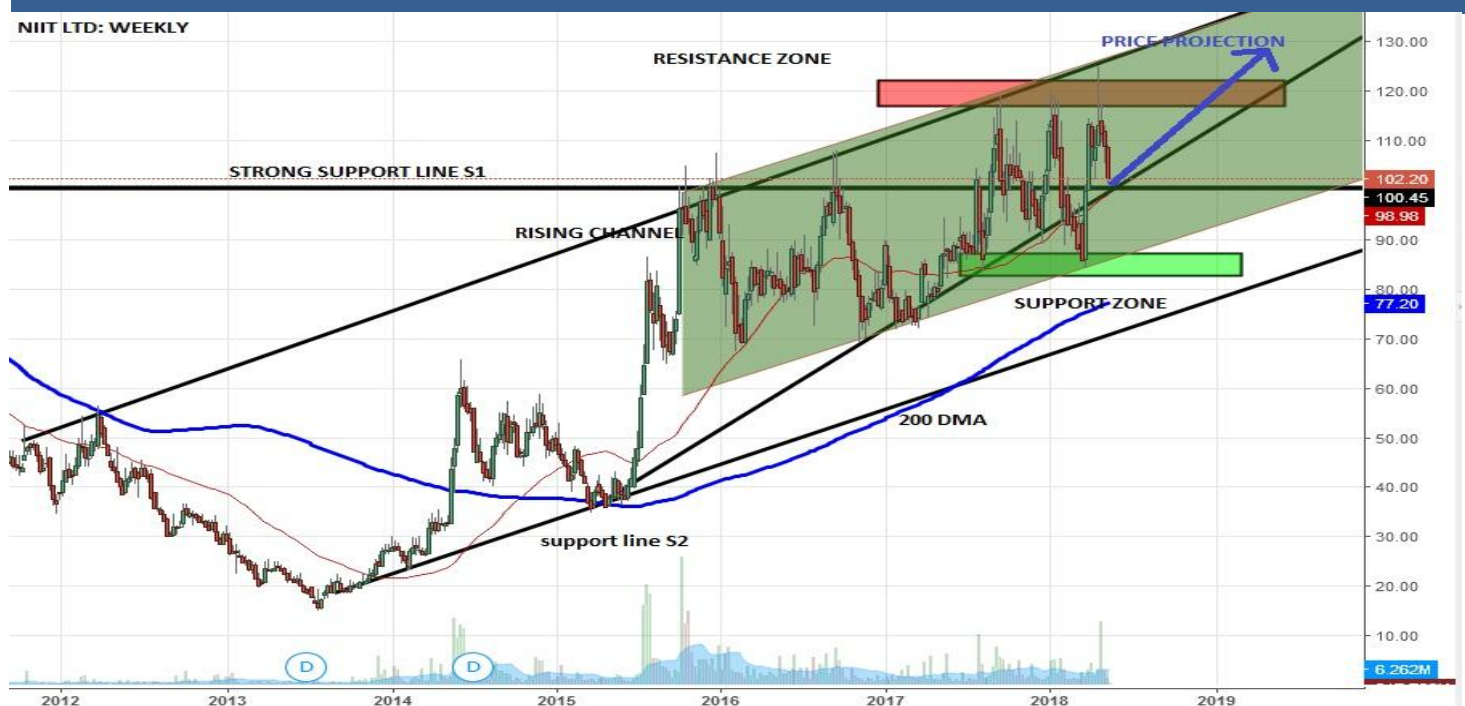 NIIT LTD: WEEKLY
PRICE PROJECTION
RESISTANCE ZONE
STRONG SUPPORT LINE S1
RISING CHANNEL
SUPPORT ZONE
200 DMA
support line S2
130.00
120.00
110.00
102.20
100.45
98.98
90.00
80.00
77.20
70.00
60.00
50.00
40.00
30.00
20.00
10.00
6.262M
D
D
2012
2013
2014
2015
2016
2017
2018
2019